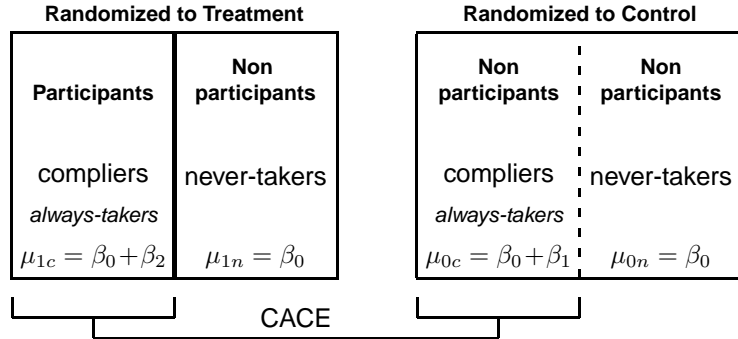 Randomized to Treatment
Randomized to Control
Participants
Non
participants
Non
participants
Non
participants
compliers
never-takers
compliers
never-takers
always-takers
always-takers
μ1c = β0+β2
μ1n = β0
μ0c = β0+β1
μ0n = β0
CACE